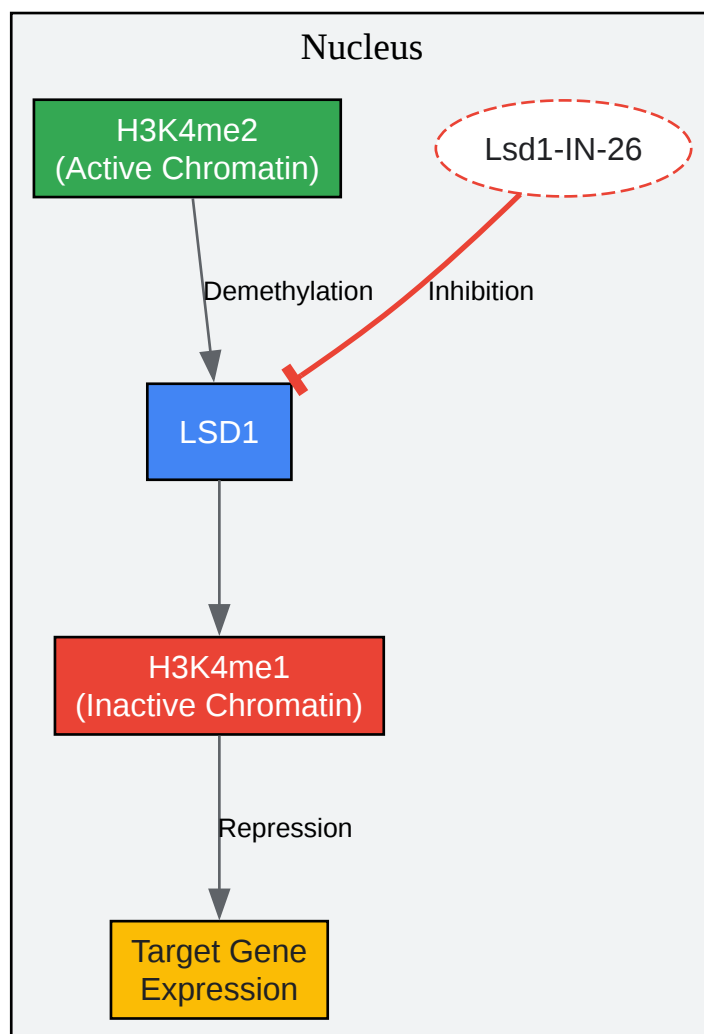 Nucleus
H3K4me2
(Active Chromatin)
Lsd1-IN-26
Demethylation
Inhibition
LSD1
H3K4me1
(Inactive Chromatin)
Repression
Target Gene
Expression